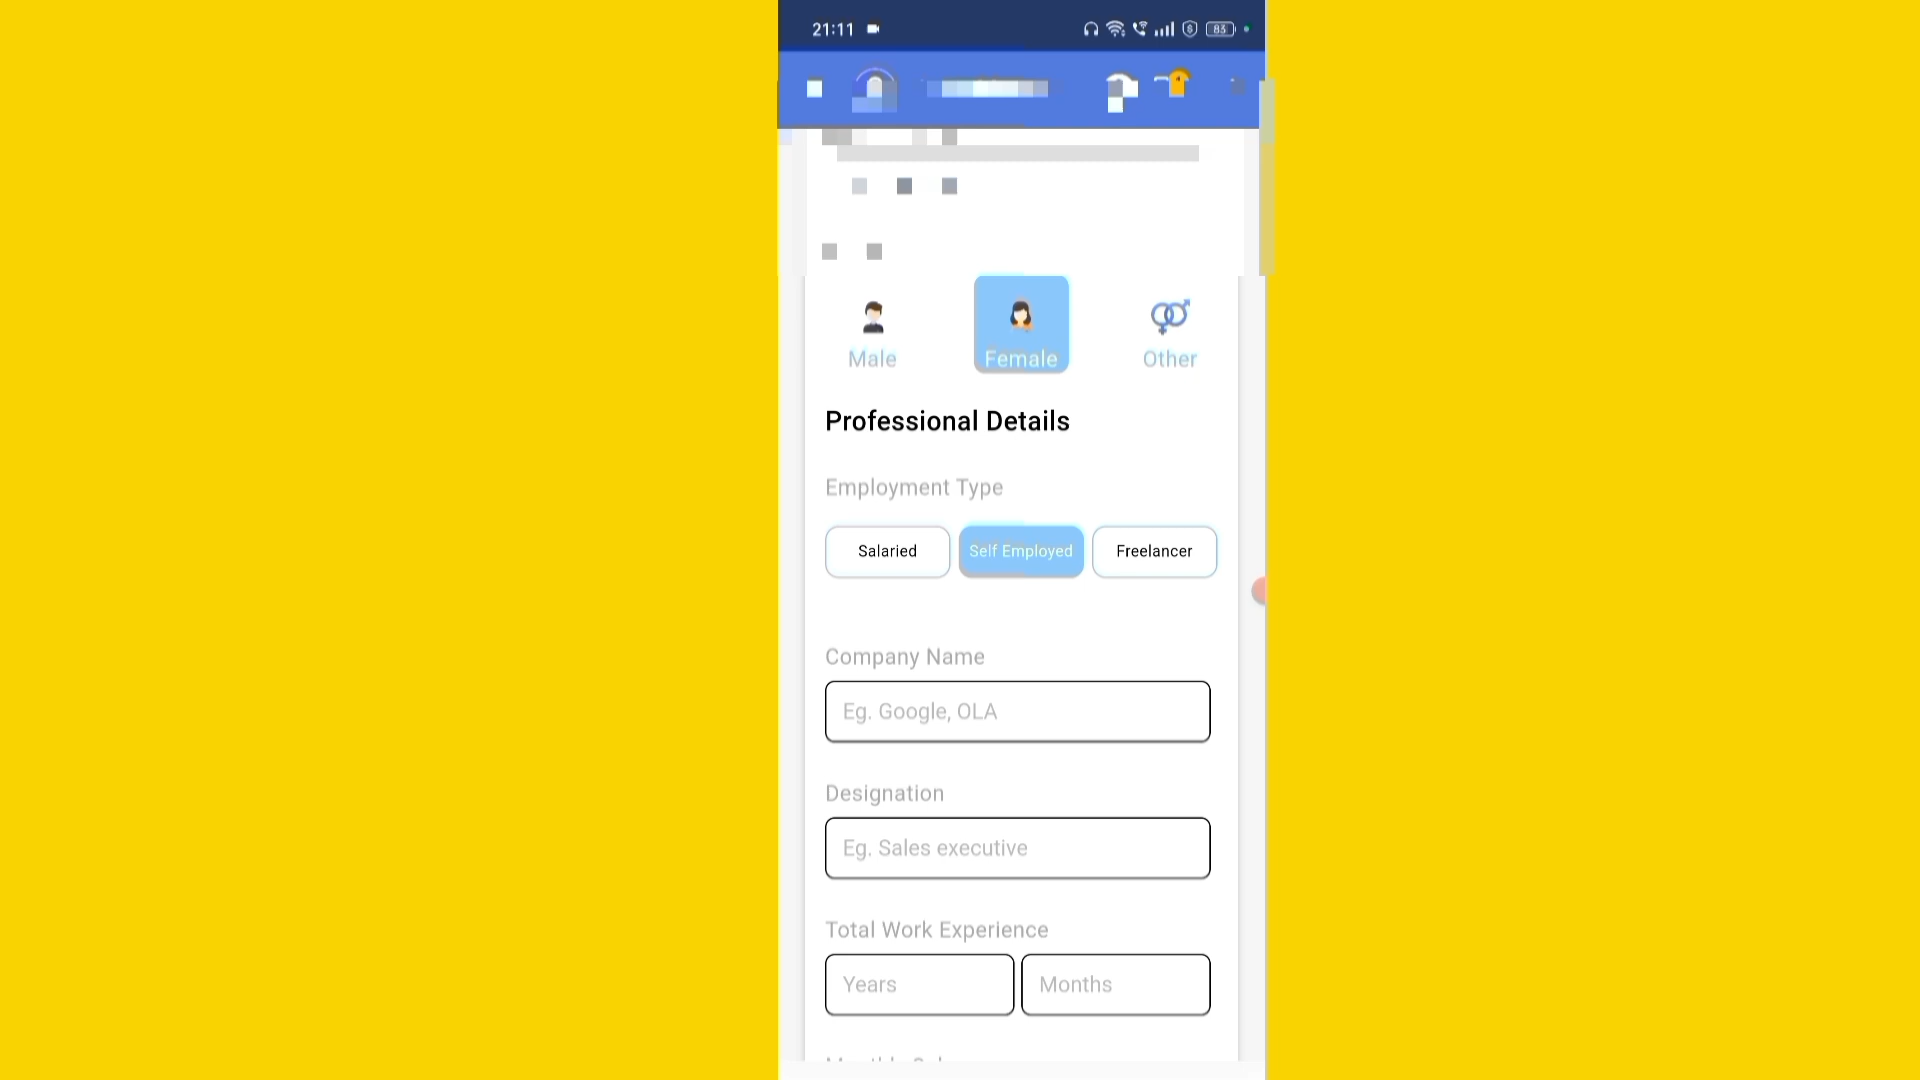 21:11
83
Male Female Other
Professional Details
Employment Type
Salaried Self Employed Freelancer
Company Name
Eg. Google, OLA
Designation
Eg. Sales executive
Total Work Experience
Years Months